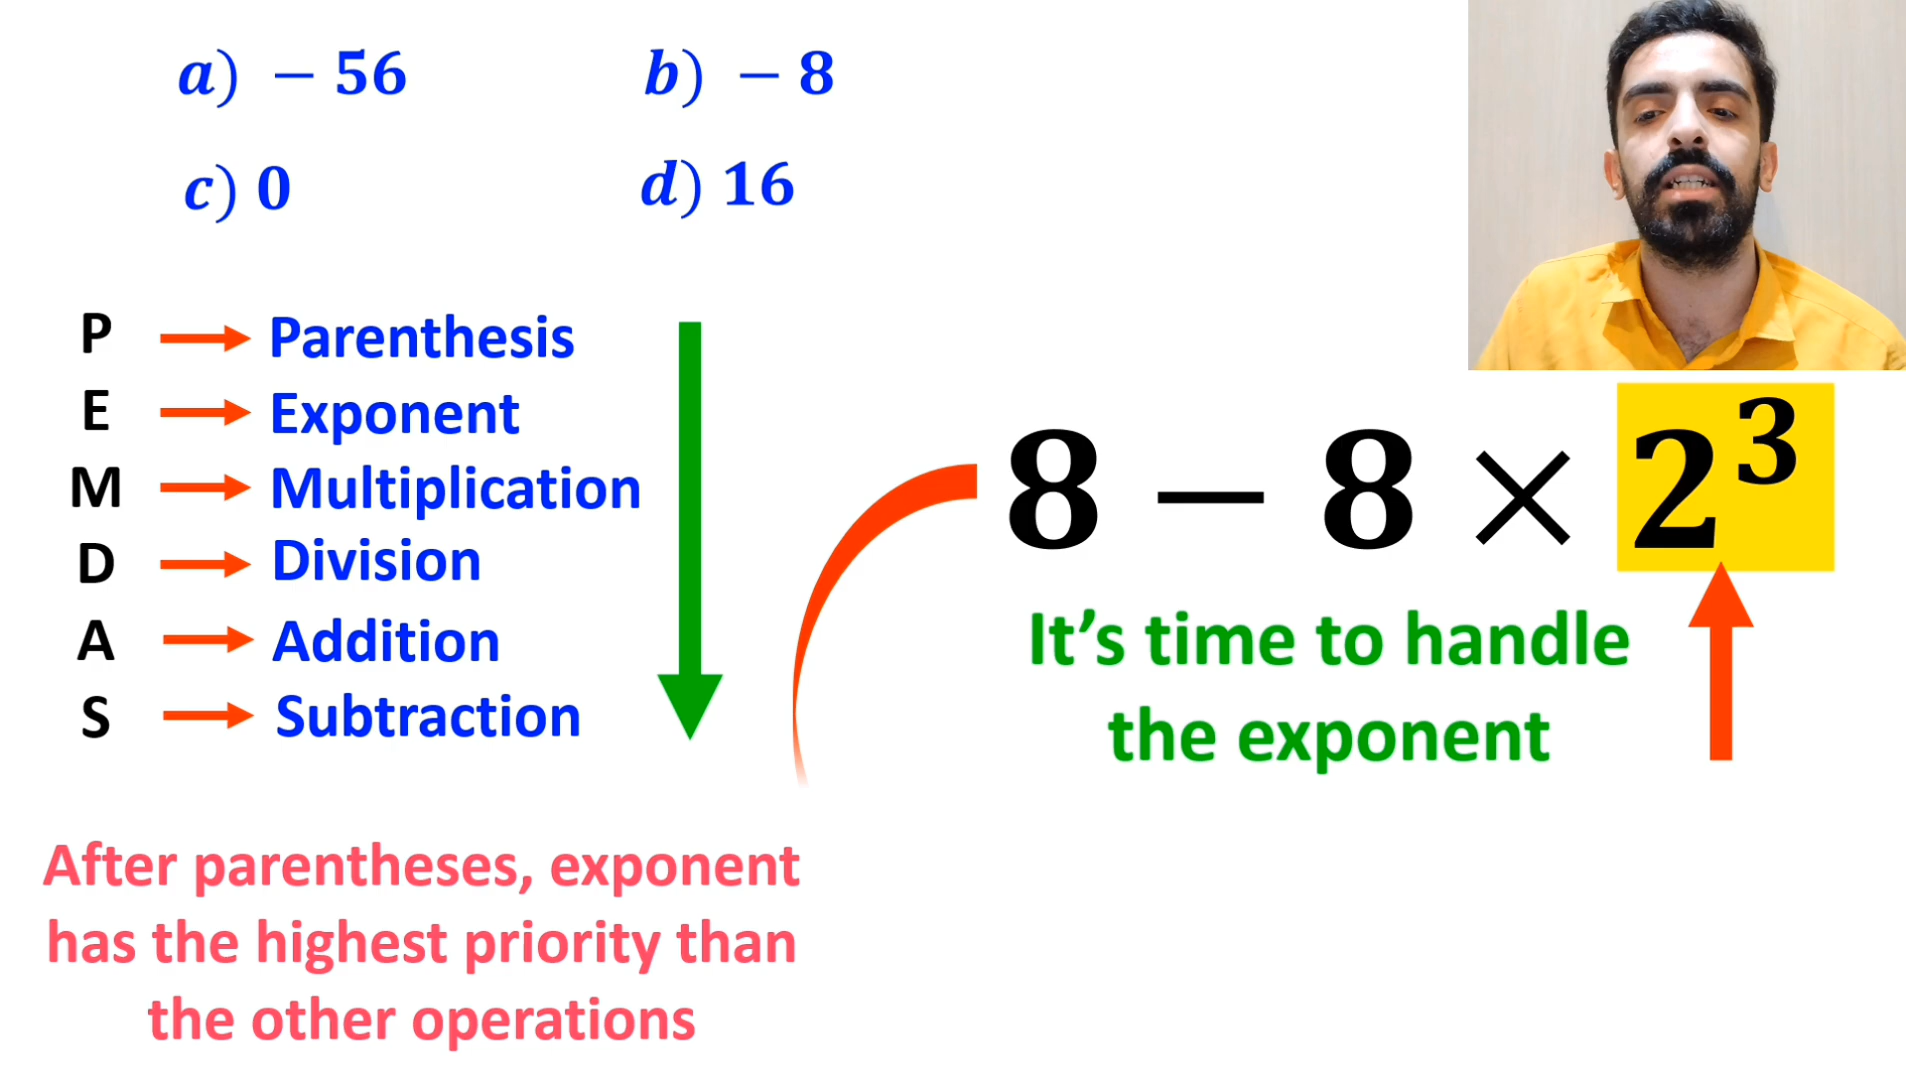 a) − 56
b) − 8
c) 0
d) 16
P → Parenthesis
E → Exponent
M → Multiplication
D → Division
A → Addition
S → Subtraction
8 − 8 × 2³
It’s time to handle
the exponent
After parentheses, exponent
has the highest priority than
the other operations